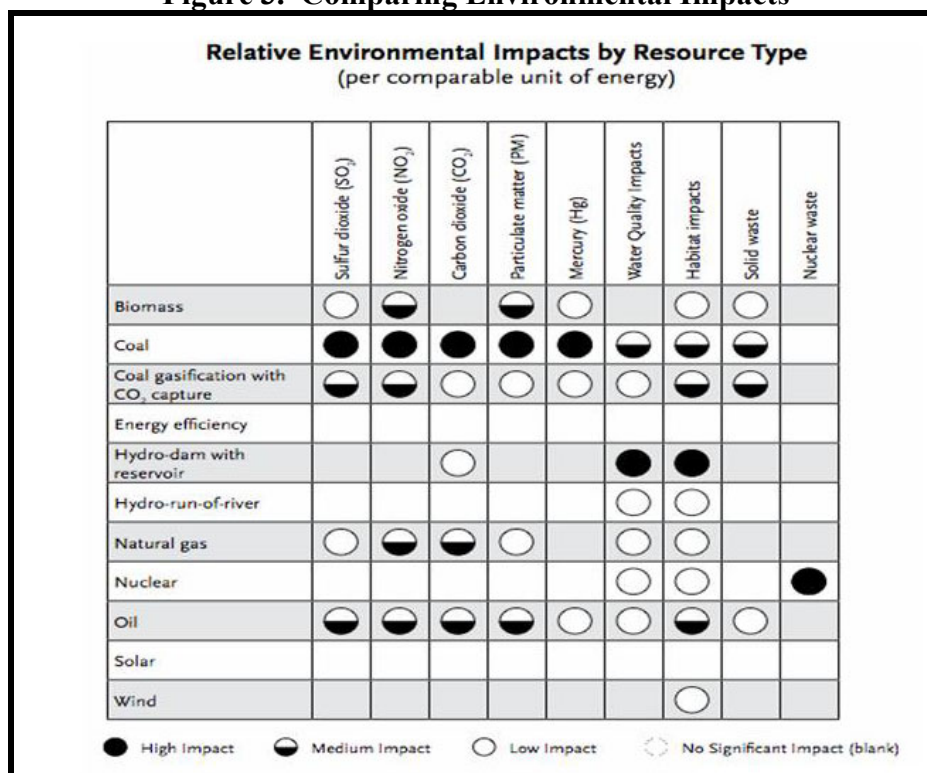 Figure 3:  Comparing Environmental Impacts
Relative Environmental Impacts by Resource Type
(per comparable unit of energy)
Sulfur dioxide (SO₂)
Nitrogen oxide (NO₂)
Carbon dioxide (CO₂)
Particulate matter (PM)
Mercury (Hg)
Water Quality Impacts
Habitat impacts
Solid waste
Nuclear waste
Biomass
Coal
Coal gasification with
CO₂ capture
Energy efficiency
Hydro-dam with
reservoir
Hydro-run-of-river
Natural gas
Nuclear
Oil
Solar
Wind
High Impact
Medium Impact
Low Impact
No Significant Impact (blank)